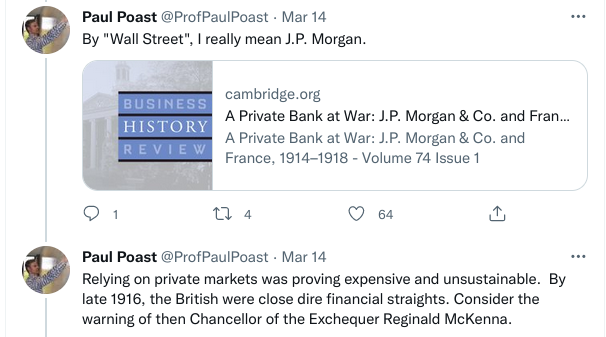 Paul Poast @ProfPaulPoast · Mar 14
By "Wall Street", I really mean J.P. Morgan.
BUSINESS
HISTORY
REVIEW
cambridge.org
A Private Bank at War: J.P. Morgan & Co. and Fran...
A Private Bank at War: J.P. Morgan & Co. and
France, 1914–1918 - Volume 74 Issue 1
1 4 64
Paul Poast @ProfPaulPoast · Mar 14
Relying on private markets was proving expensive and unsustainable.  By
late 1916, the British were close dire financial straights. Consider the
warning of then Chancellor of the Exchequer Reginald McKenna.